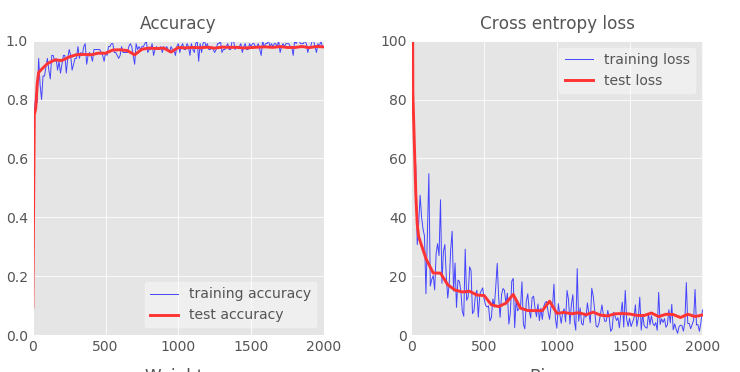 Accuracy
1.0
0.8
0.6
0.4
0.2
0.0
0 500 1000 1500 2000
training accuracy
test accuracy
Cross entropy loss
100
80
60
40
20
0
0 500 1000 1500 2000
training loss
test loss